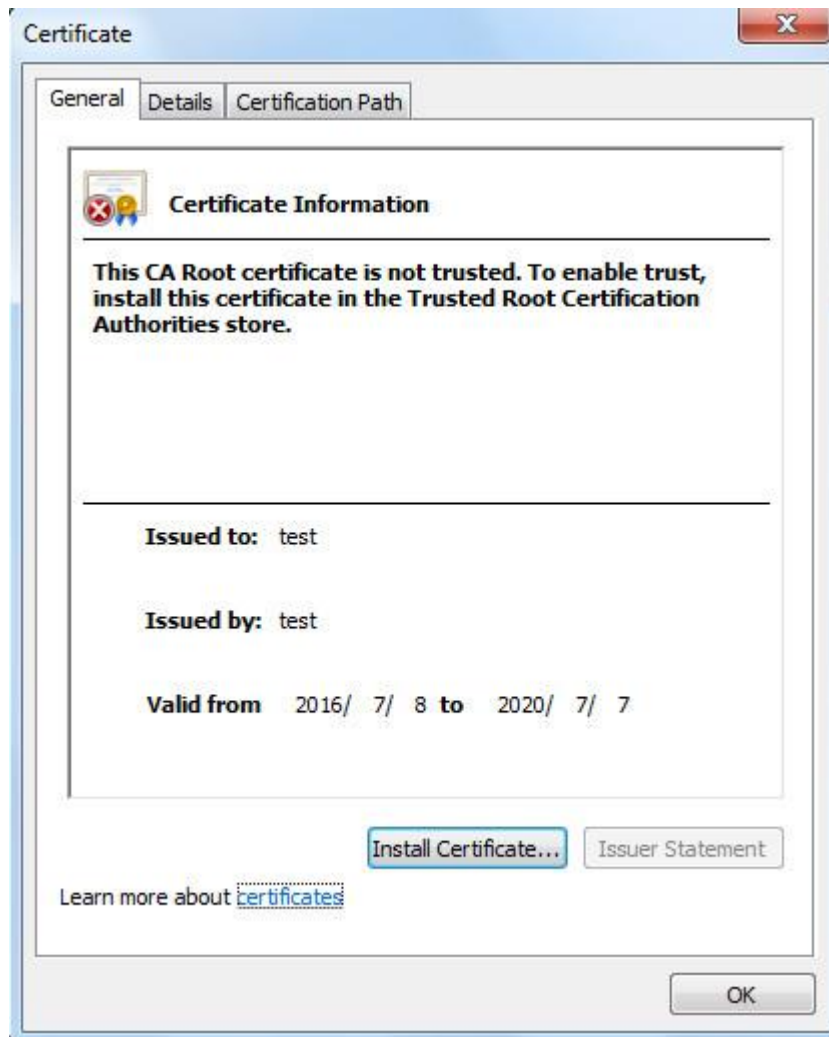 Certificate
General Details Certification Path
Certificate Information
This CA Root certificate is not trusted. To enable trust,
install this certificate in the Trusted Root Certification
Authorities store.
Issued to: test
Issued by: test
Valid from 2016/ 7/ 8 to 2020/ 7/ 7
Install Certificate... Issuer Statement
Learn more about certificates
OK